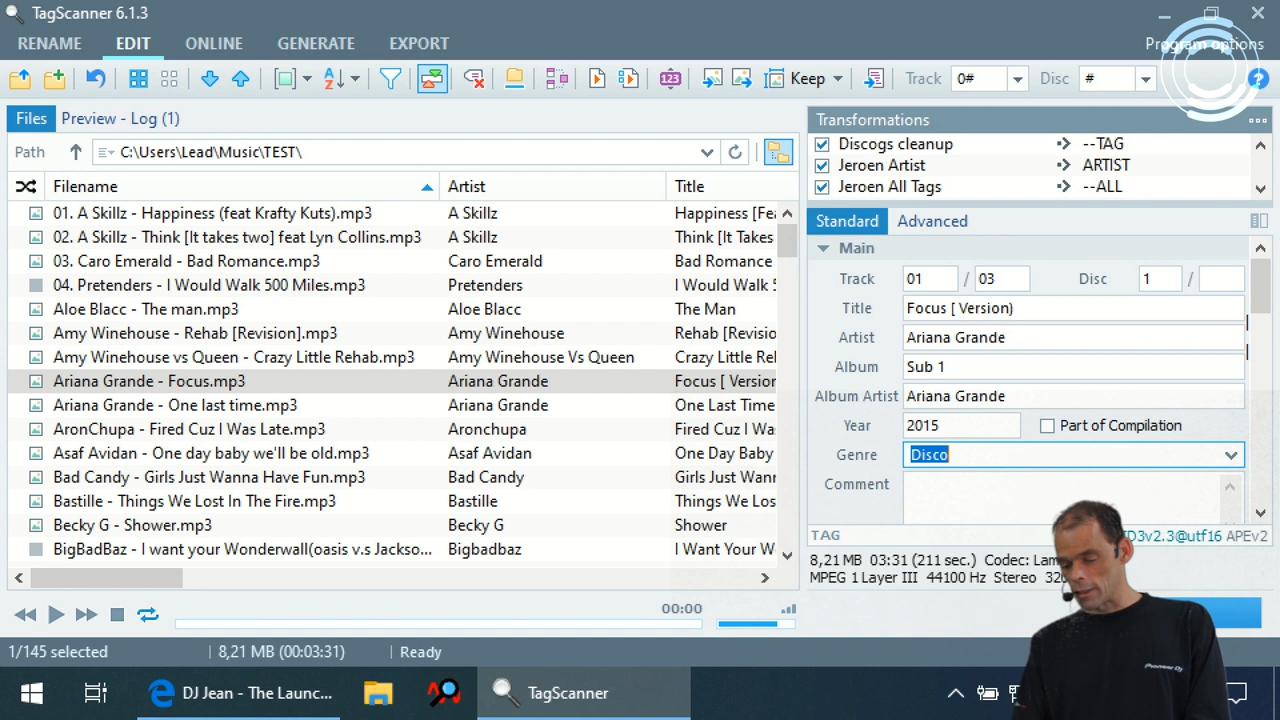 TagScanner 6.1.3
RENAME EDIT ONLINE GENERATE EXPORT Program options
123 Keep Track 0# Disc # ?
Files Preview - Log (1)
Path C:\Users\Lead\Music\TEST\
Filename Artist Title
01. A Skillz - Happiness (feat Krafty Kuts).mp3 A Skillz Happiness [Fea
02. A Skillz - Think [It takes two] feat Lyn Collins.mp3 A Skillz Think [It Takes
03. Caro Emerald - Bad Romance.mp3 Caro Emerald Bad Romance
04. Pretenders - I Would Walk 500 Miles.mp3 Pretenders I Would Walk 5
Aloe Blacc - The man.mp3 Aloe Blacc The Man
Amy Winehouse - Rehab [Revision].mp3 Amy Winehouse Rehab [Revisio
Amy Winehouse vs Queen - Crazy Little Rehab.mp3 Amy Winehouse Vs Queen Crazy Little Rel
Ariana Grande - Focus.mp3 Ariana Grande Focus [ Version
Ariana Grande - One last time.mp3 Ariana Grande One Last Time
AronChupa - Fired Cuz I Was Late.mp3 Aronchupa Fired Cuz I Was
Asaf Avidan - One day baby we'll be old.mp3 Asaf Avidan One Day Baby
Bad Candy - Girls Just Wanna Have Fun.mp3 Bad Candy Girls Just Wanr
Bastille - Things We Lost In The Fire.mp3 Bastille Things We Lost
Becky G - Shower.mp3 Becky G Shower
BigBadBaz - I want your Wonderwall(oasis v.s Jackso... Bigbadbaz I Want Your W
00:00
Transformations
Discogs cleanup --TAG
Jeroen Artist ARTIST
Jeroen All Tags --ALL
Standard Advanced
Main
Track 01 / 03 Disc 1 /
Title Focus [ Version)
Artist Ariana Grande
Album Sub 1
Album Artist Ariana Grande
Year 2015 Part of Compilation
Genre Disco
Comment
TAG D3v2.3@utf16 APEv2
8,21 MB 03:31 (211 sec.) Codec: Lam
MPEG 1 Layer III 44100 Hz Stereo 320
1/145 selected 8,21 MB (00:03:31) Ready
DJ Jean - The Launc... TagScanner
Pioneer Dj